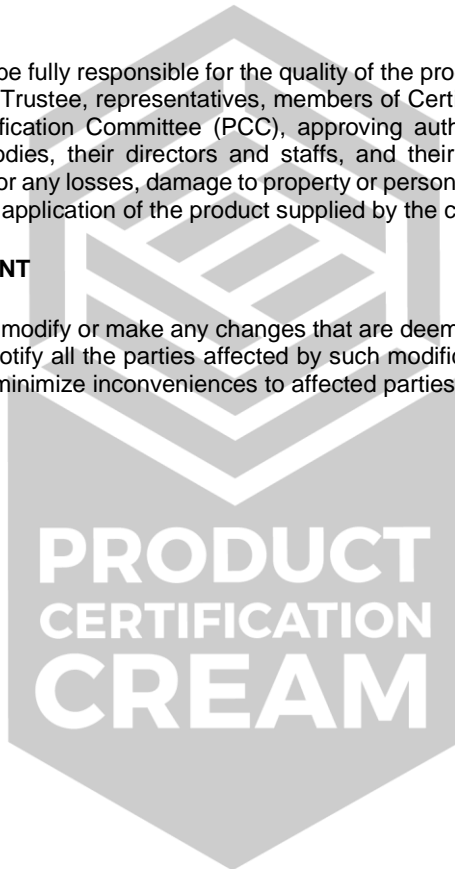 be fully responsible for the quality of the pro
Trustee, representatives, members of Cert
fication Committee (PCC), approving auth
odies, their directors and staffs, and their
or any losses, damage to property or person
application of the product supplied by the c
NT
modify or make any changes that are deem
otify all the parties affected by such modific
minimize inconveniences to affected parties
PRODUCT
CERTIFICATION
CREAM